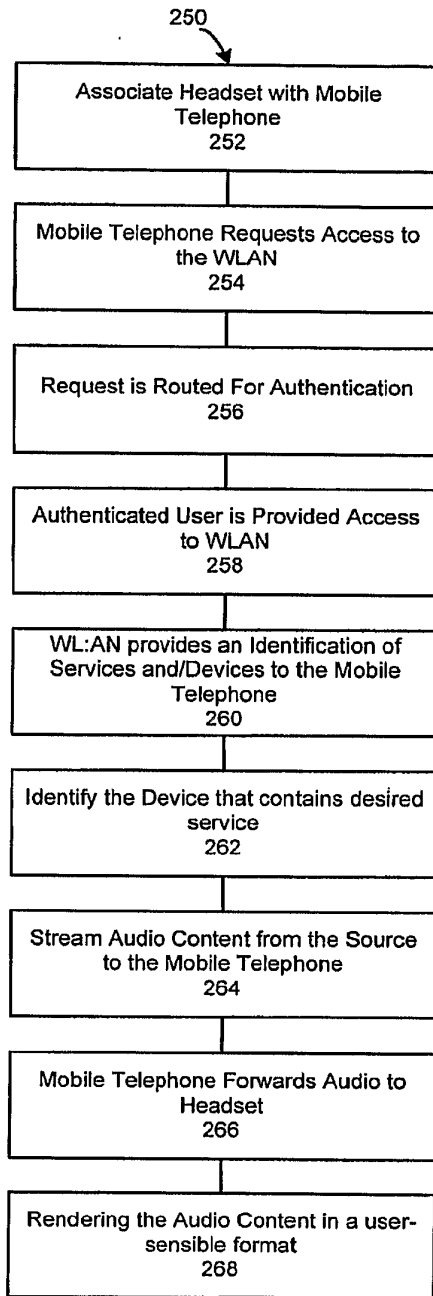 250
Associate Headset with Mobile
Telephone
252
Mobile Telephone Requests Access to
the WLAN
254
Request is Routed For Authentication
256
Authenticated User is Provided Access
to WLAN
258
WL:AN provides an Identification of
Services and/Devices to the Mobile
Telephone
260
Identify the Device that contains desired
service
262
Stream Audio Content from the Source
to the Mobile Telephone
264
Mobile Telephone Forwards Audio to
Headset
266
Rendering the Audio Content in a user-
sensible format
268